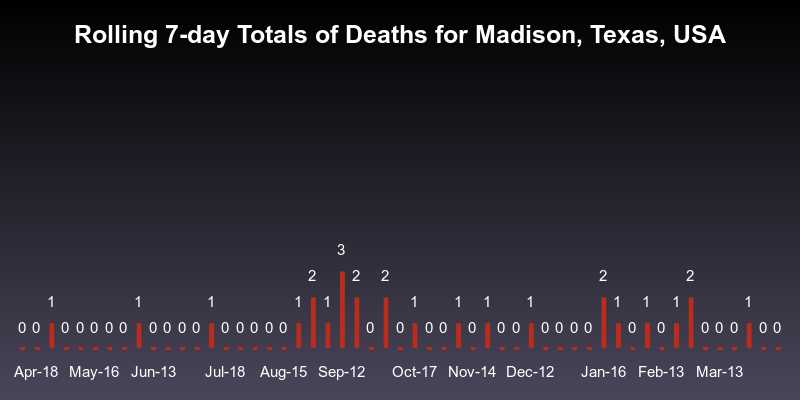 Rolling 7-day Totals of Deaths for Madison, Texas, USA
3
2 2 2 2 2
1 1 1 1 1 1 1 1 1 1 1 1 1
0 0 0 0 0 0 0 0 0 0 0 0 0 0 0 0 0 0 0 0 0 0 0 0 0 0 0 0 0 0 0 0 0 0
Apr-18 May-16 Jun-13 Jul-18 Aug-15 Sep-12 Oct-17 Nov-14 Dec-12 Jan-16 Feb-13 Mar-13